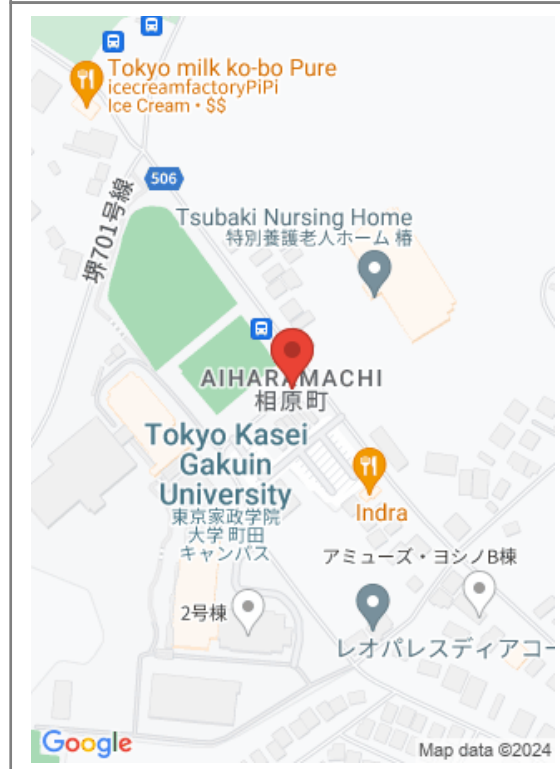 Tokyo milk ko-bo Pure
icecreamfactoryPiPi
Ice Cream • $$
506
堺701号線
Tsubaki Nursing Home
特別養護老人ホーム 椿
AIHARAMACHI
相原町
Tokyo Kasei
Gakuin
University
東京家政学院
大学 町田
キャンパス
Indra
アミューズ・ヨシノB棟
2号棟
レオパレスディアコー
Google
Map data ©2024